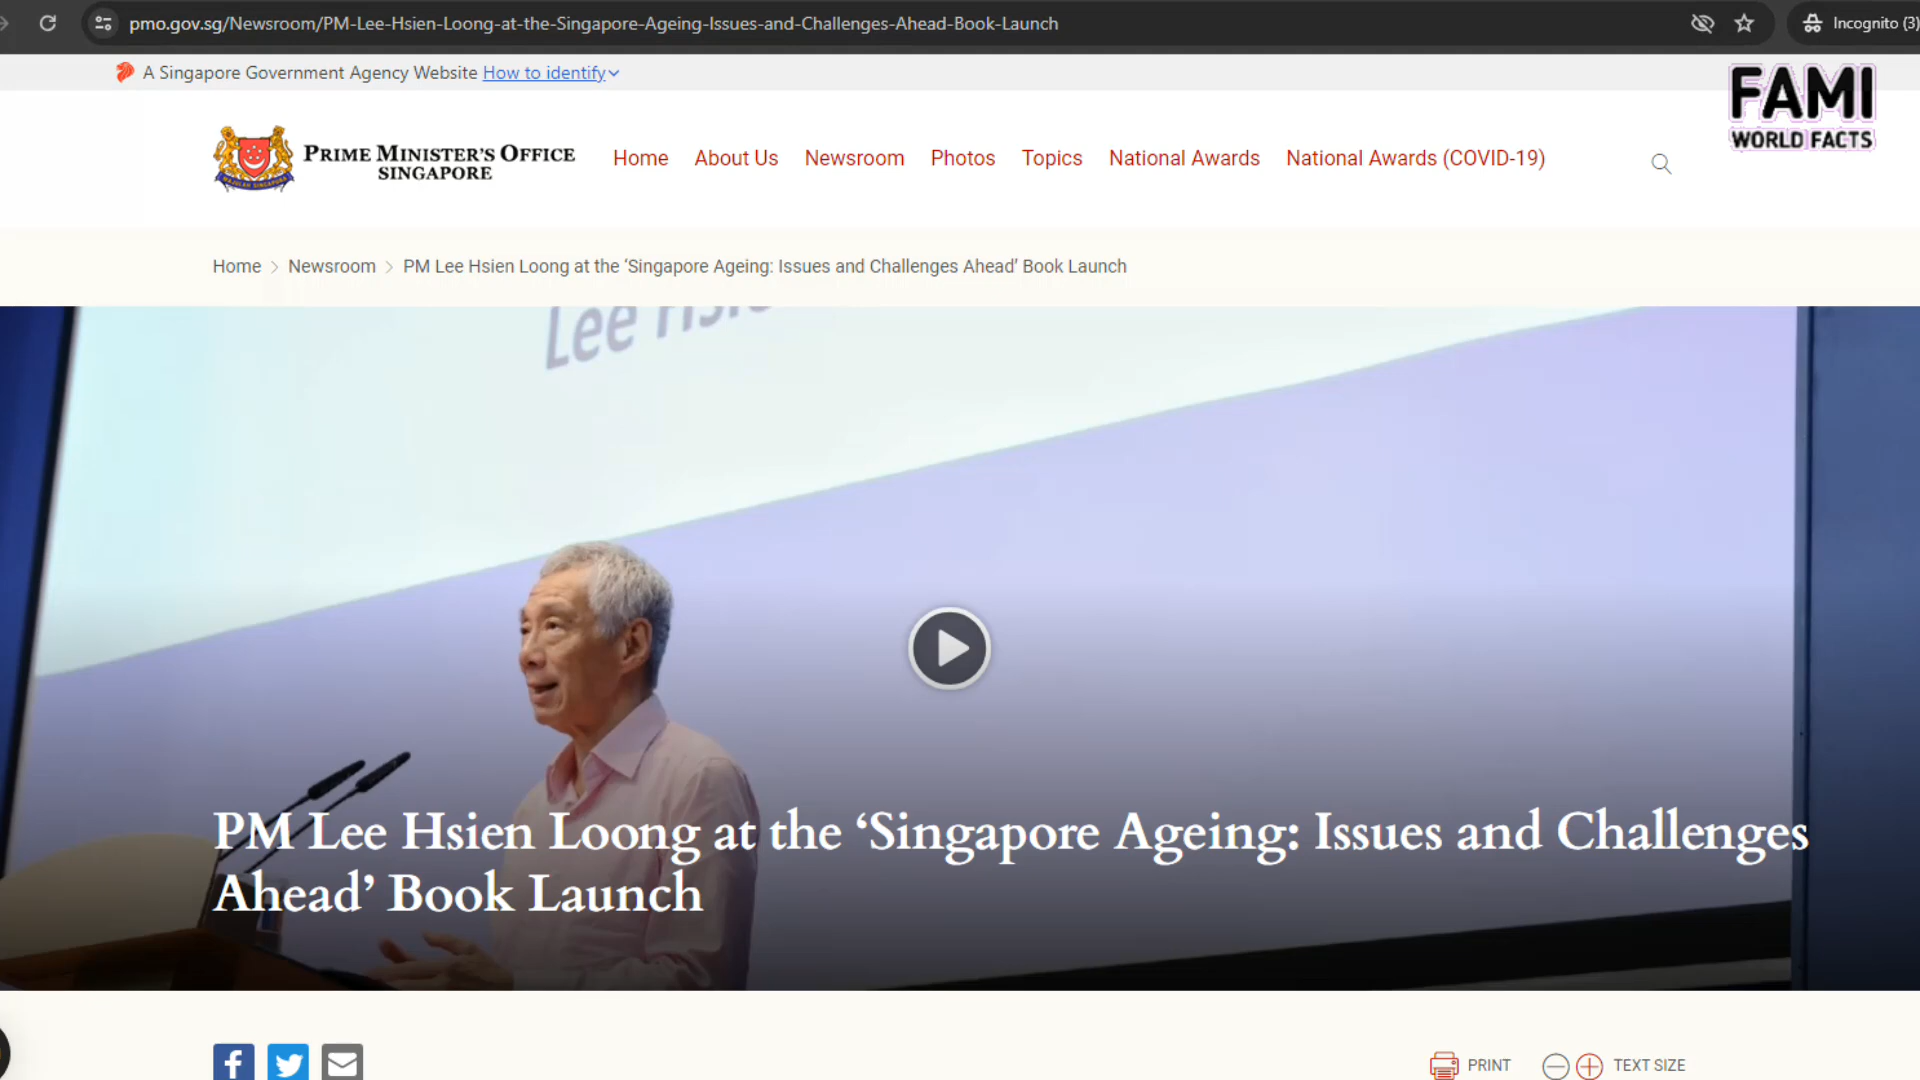 pmo.gov.sg/Newsroom/PM-Lee-Hsien-Loong-at-the-Singapore-Ageing-Issues-and-Challenges-Ahead-Book-Launch
Incognito (3)
A Singapore Government Agency Website How to identify
FAMI
WORLD FACTS
PRIME MINISTER'S OFFICE
SINGAPORE
Home
About Us
Newsroom
Photos
Topics
National Awards
National Awards (COVID-19)
Home > Newsroom > PM Lee Hsien Loong at the ‘Singapore Ageing: Issues and Challenges Ahead’ Book Launch
Lee
PM Lee Hsien Loong at the ‘Singapore Ageing: Issues and Challenges
Ahead’ Book Launch
PRINT
TEXT SIZE